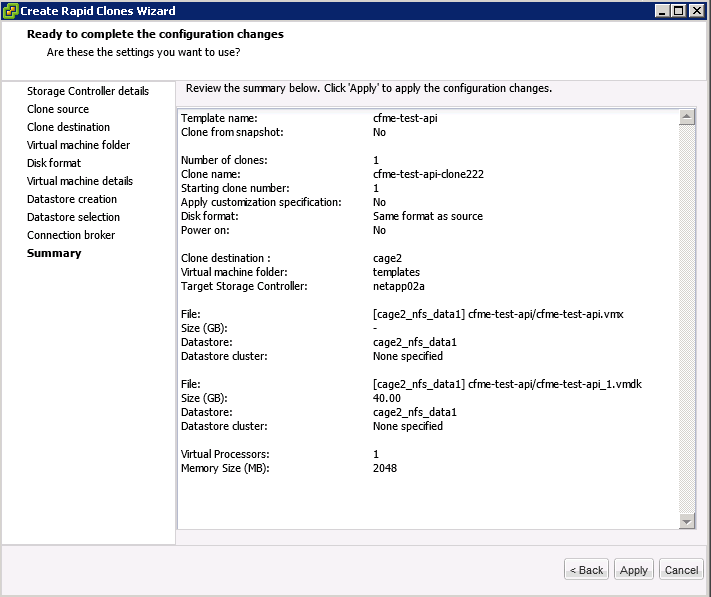 Create Rapid Clones Wizard
Ready to complete the configuration changes
Are these the settings you want to use?
Storage Controller details
Clone source
Clone destination
Virtual machine folder
Disk format
Virtual machine details
Datastore creation
Datastore selection
Connection broker
Summary
Review the summary below. Click 'Apply' to apply the configuration changes.
Template name: cfme-test-api
Clone from snapshot: No
Number of clones: 1
Clone name: cfme-test-api-clone222
Starting clone number: 1
Apply customization specification: No
Disk format: Same format as source
Power on: No
Clone destination : cage2
Virtual machine folder: templates
Target Storage Controller: netapp02a
File: [cage2_nfs_data1] cfme-test-api/cfme-test-api.vmx
Size (GB): -
Datastore: cage2_nfs_data1
Datastore cluster: None specified
File: [cage2_nfs_data1] cfme-test-api/cfme-test-api_1.vmdk
Size (GB): 40.00
Datastore: cage2_nfs_data1
Datastore cluster: None specified
Virtual Processors: 1
Memory Size (MB): 2048
< Back Apply Cancel